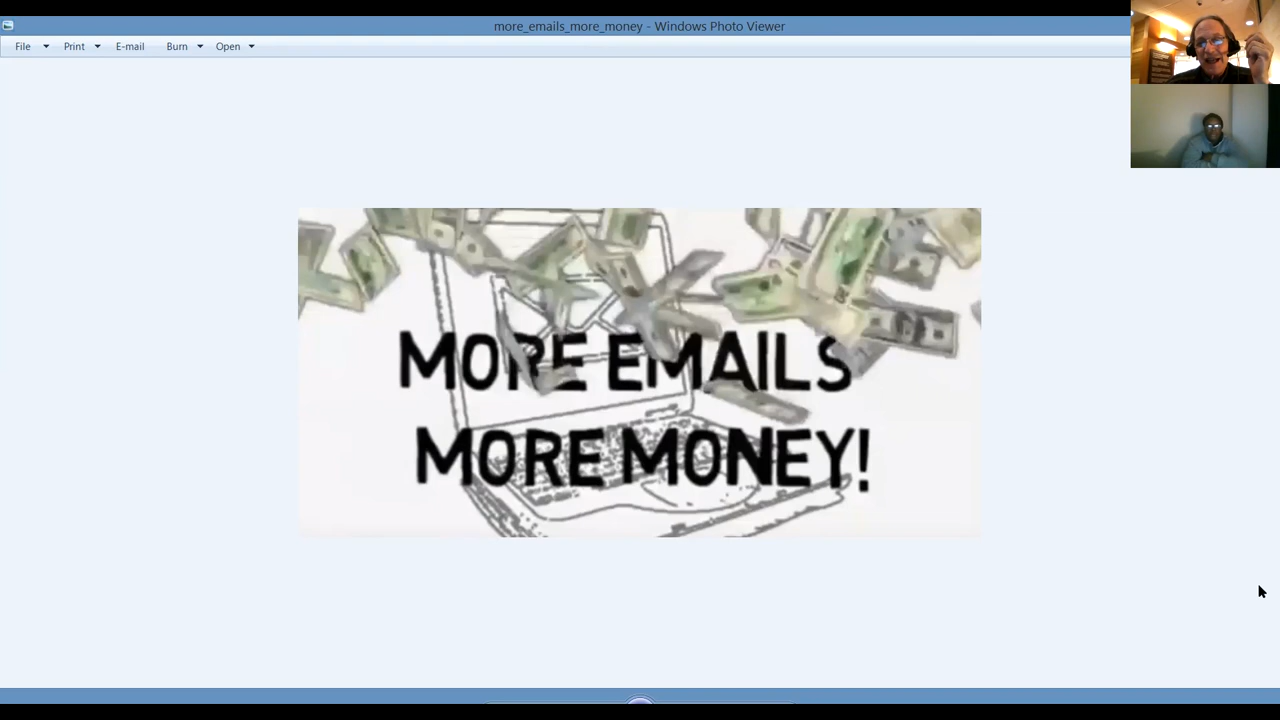 more_emails_more_money - Windows Photo Viewer
File Print E-mail Burn Open
MORE EMAILS
MORE MONEY!